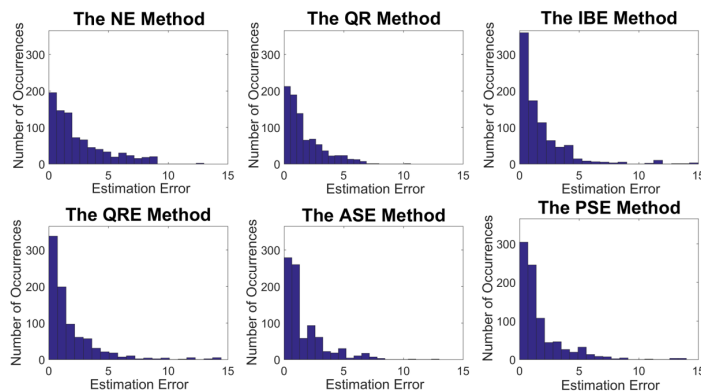 The NE Method
The QR Method
The IBE Method
Number of Occurrences
300
200
100
0
0 5 10 15
Estimation Error
Number of Occurrences
300
200
100
0
0 5 10 15
Estimation Error
Number of Occurrences
300
200
100
0
0 5 10 15
Estimation Error
The QRE Method
The ASE Method
The PSE Method
Number of Occurrences
300
200
100
0
0 5 10 15
Estimation Error
Number of Occurrences
300
200
100
0
0 5 10 15
Estimation Error
Number of Occurrences
300
200
100
0
0 5 10 15
Estimation Error